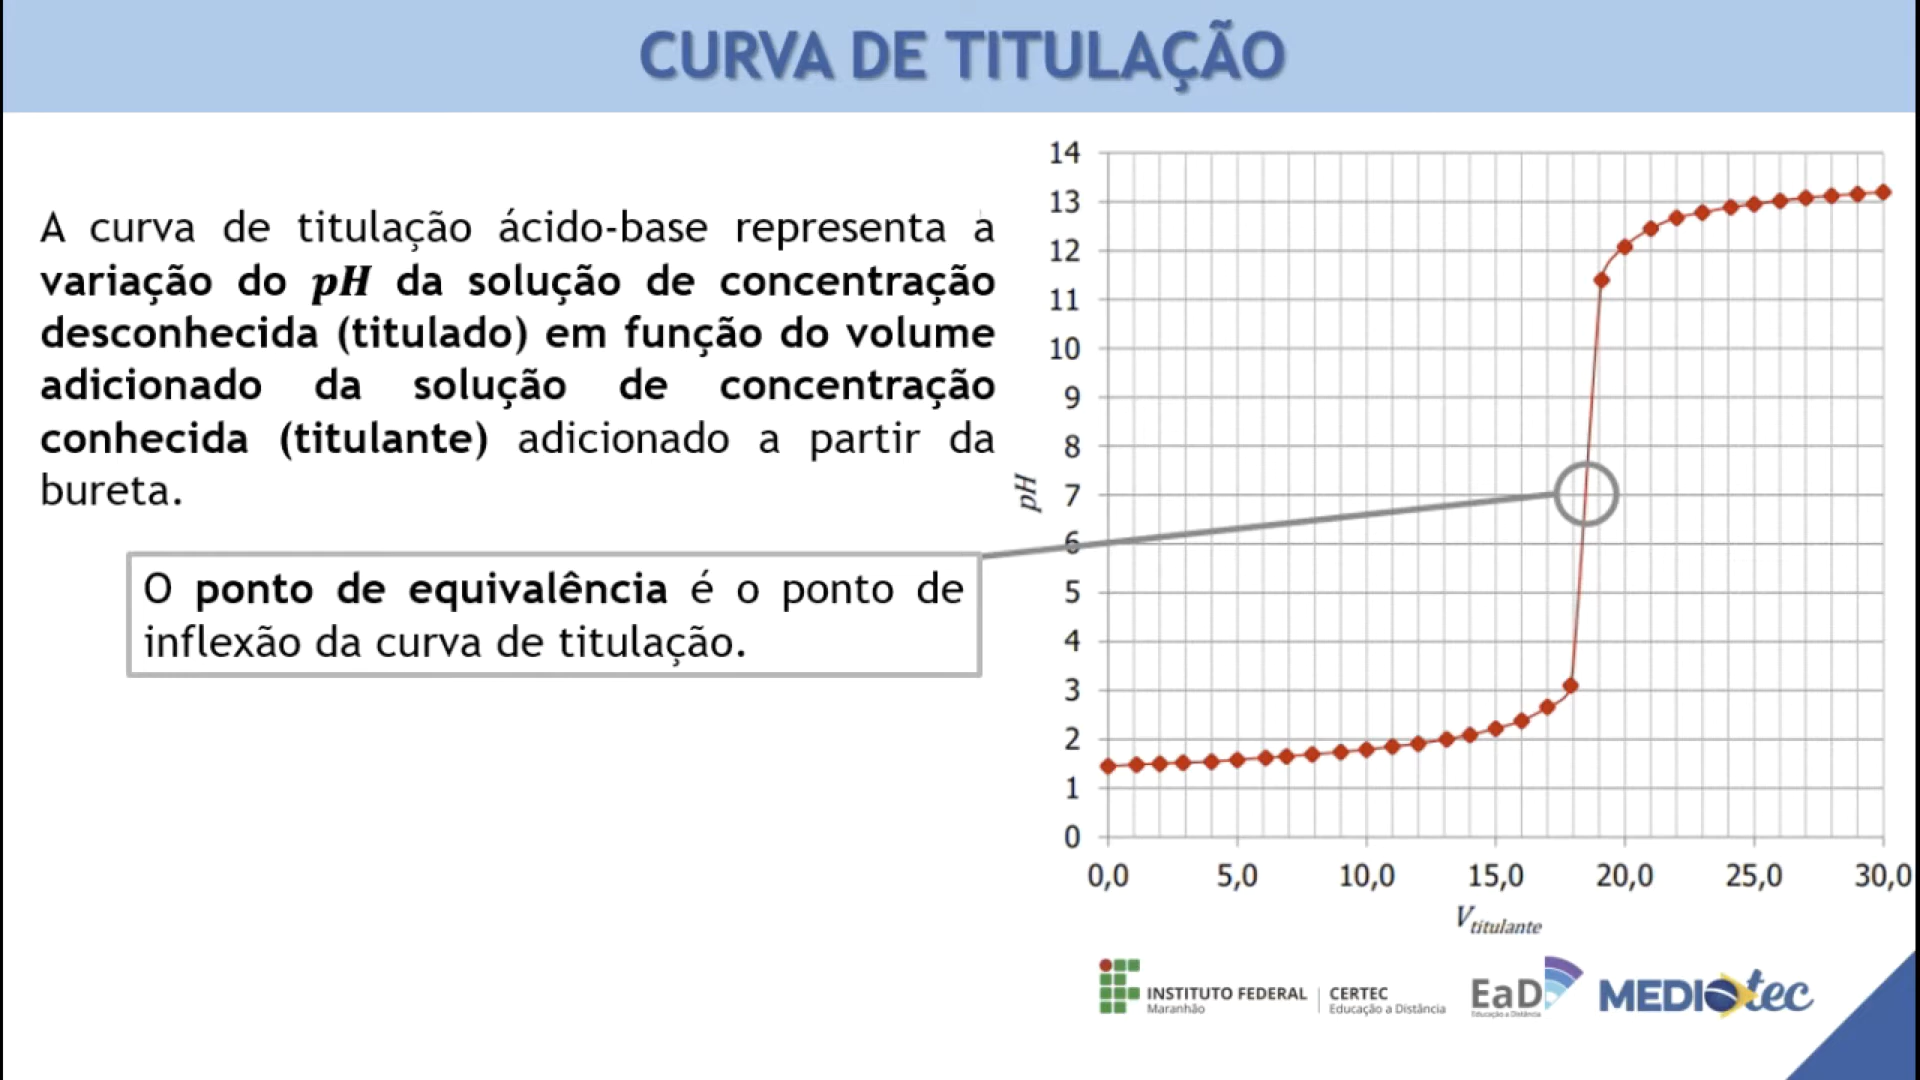 CURVA DE TITULAÇÃO
A curva de titulação ácido-base representa a
variação do pH da solução de concentração
desconhecida (titulado) em função do volume
adicionado da solução de concentração
conhecida (titulante) adicionado a partir da
bureta.
O ponto de equivalência é o ponto de
inflexão da curva de titulação.
14
13
12
11
10
9
8
7
6
5
4
3
2
1
0
pH
0,0 5,0 10,0 15,0 20,0 25,0 30,0
Vtitulante
INSTITUTO FEDERAL
Maranhão
CERTEC
Educação a Distância
EaD
Educação a Distância
MEDIOtec